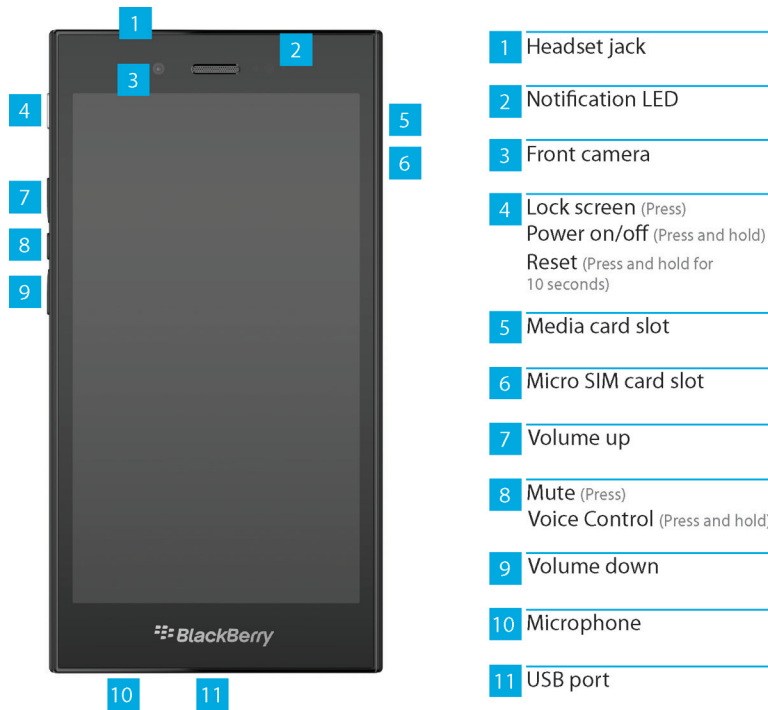 1
2
3
4
5
6
7
8
9
BlackBerry
10
11
1 Headset jack
2 Notification LED
3 Front camera
4 Lock screen (Press)
Power on/off (Press and hold)
Reset (Press and hold for
10 seconds)
5 Media card slot
6 Micro SIM card slot
7 Volume up
8 Mute (Press)
Voice Control (Press and hold)
9 Volume down
10 Microphone
11 USB port